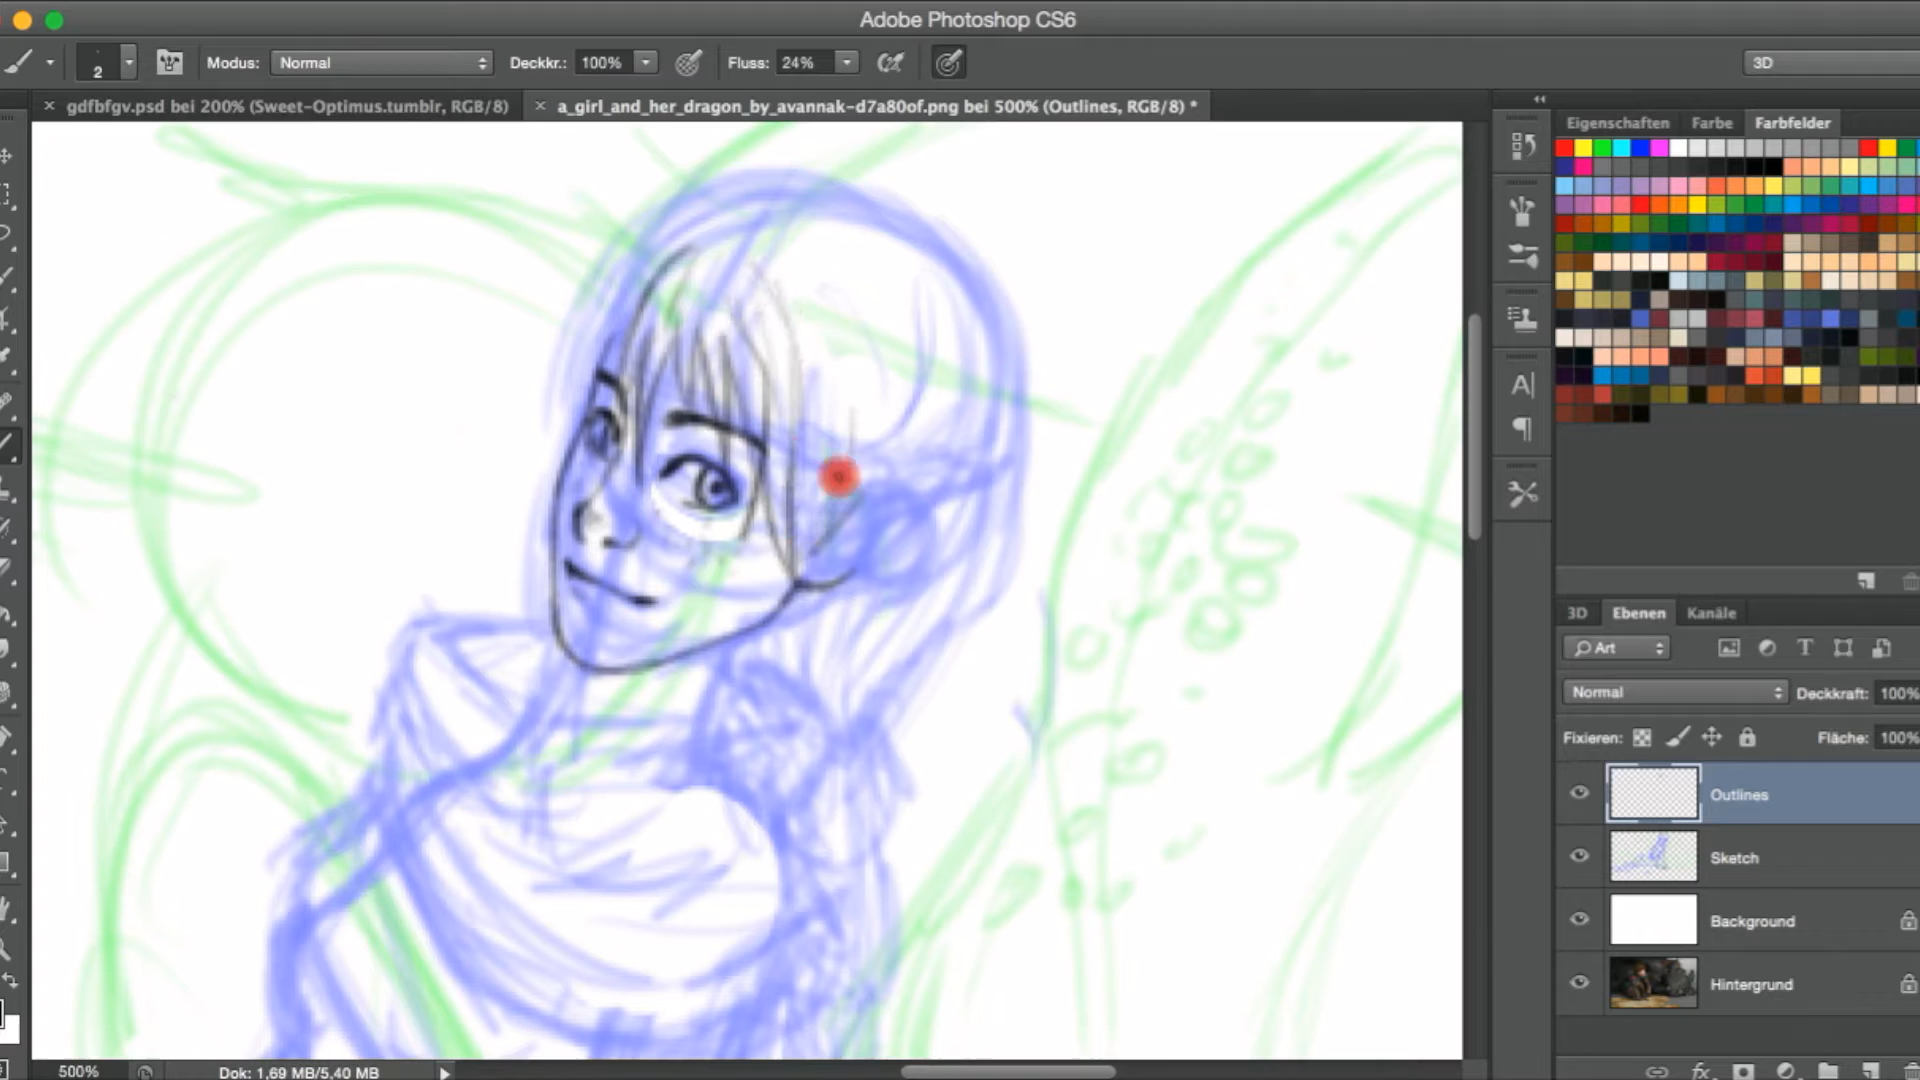 Adobe Photoshop CS6
2 Modus: Normal Deckkr.: 100% Fluss: 24% 3D
× gdfbfgv.psd bei 200% (Sweet-Optimus.tumblr, RGB/8) × a_girl_and_her_dragon_by_avannak-d7a80of.png bei 500% (Outlines, RGB/8) *
Eigenschaften Farbe Farbfelder
A|
3D Ebenen Kanäle
Art T
Normal Deckkraft: 100%
Fixieren: Fläche: 100%
Outlines
Sketch
Background
Hintergrund
fx
500% Dok: 1,69 MB/5,40 MB